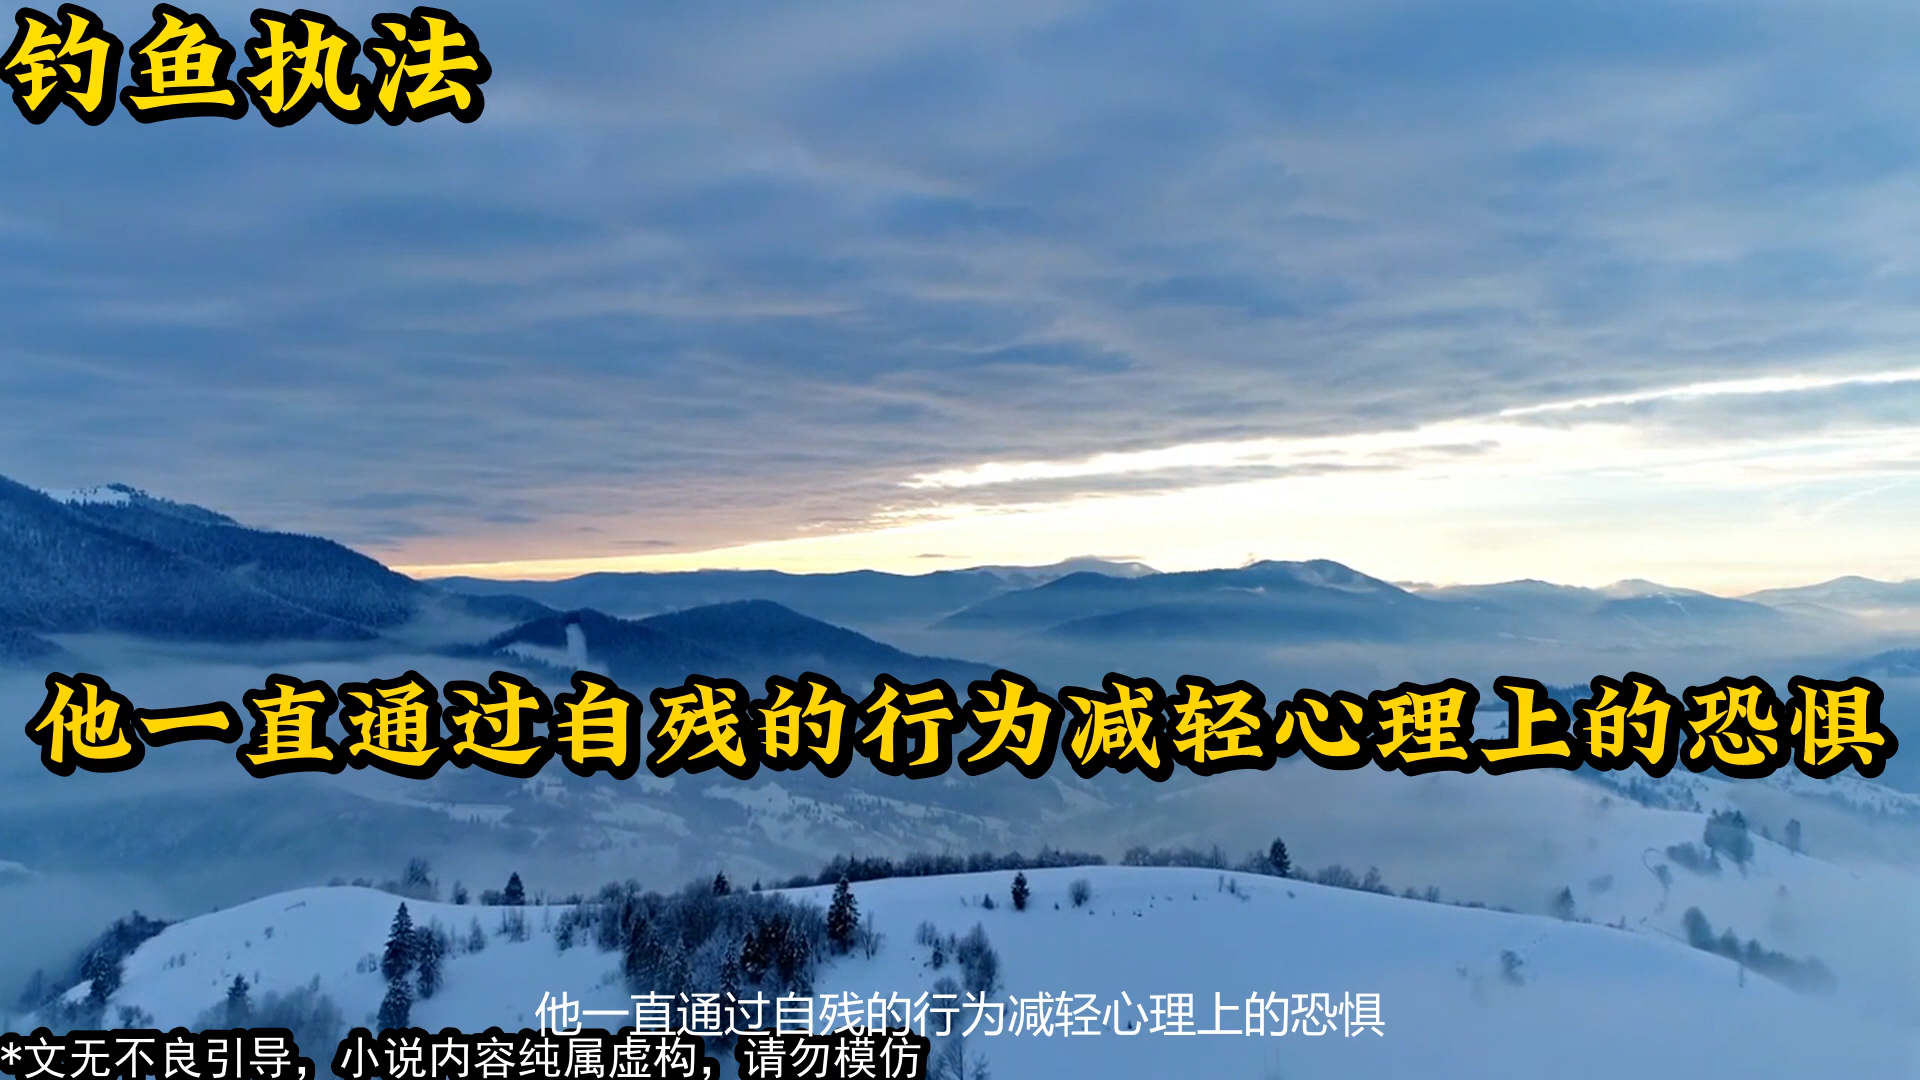 钓鱼执法
他一直通过自残的行为减轻心理上的恐惧
他一直通过自残的行为减轻心理上的恐惧
*文无不良引导，小说内容纯属虚构，请勿模仿